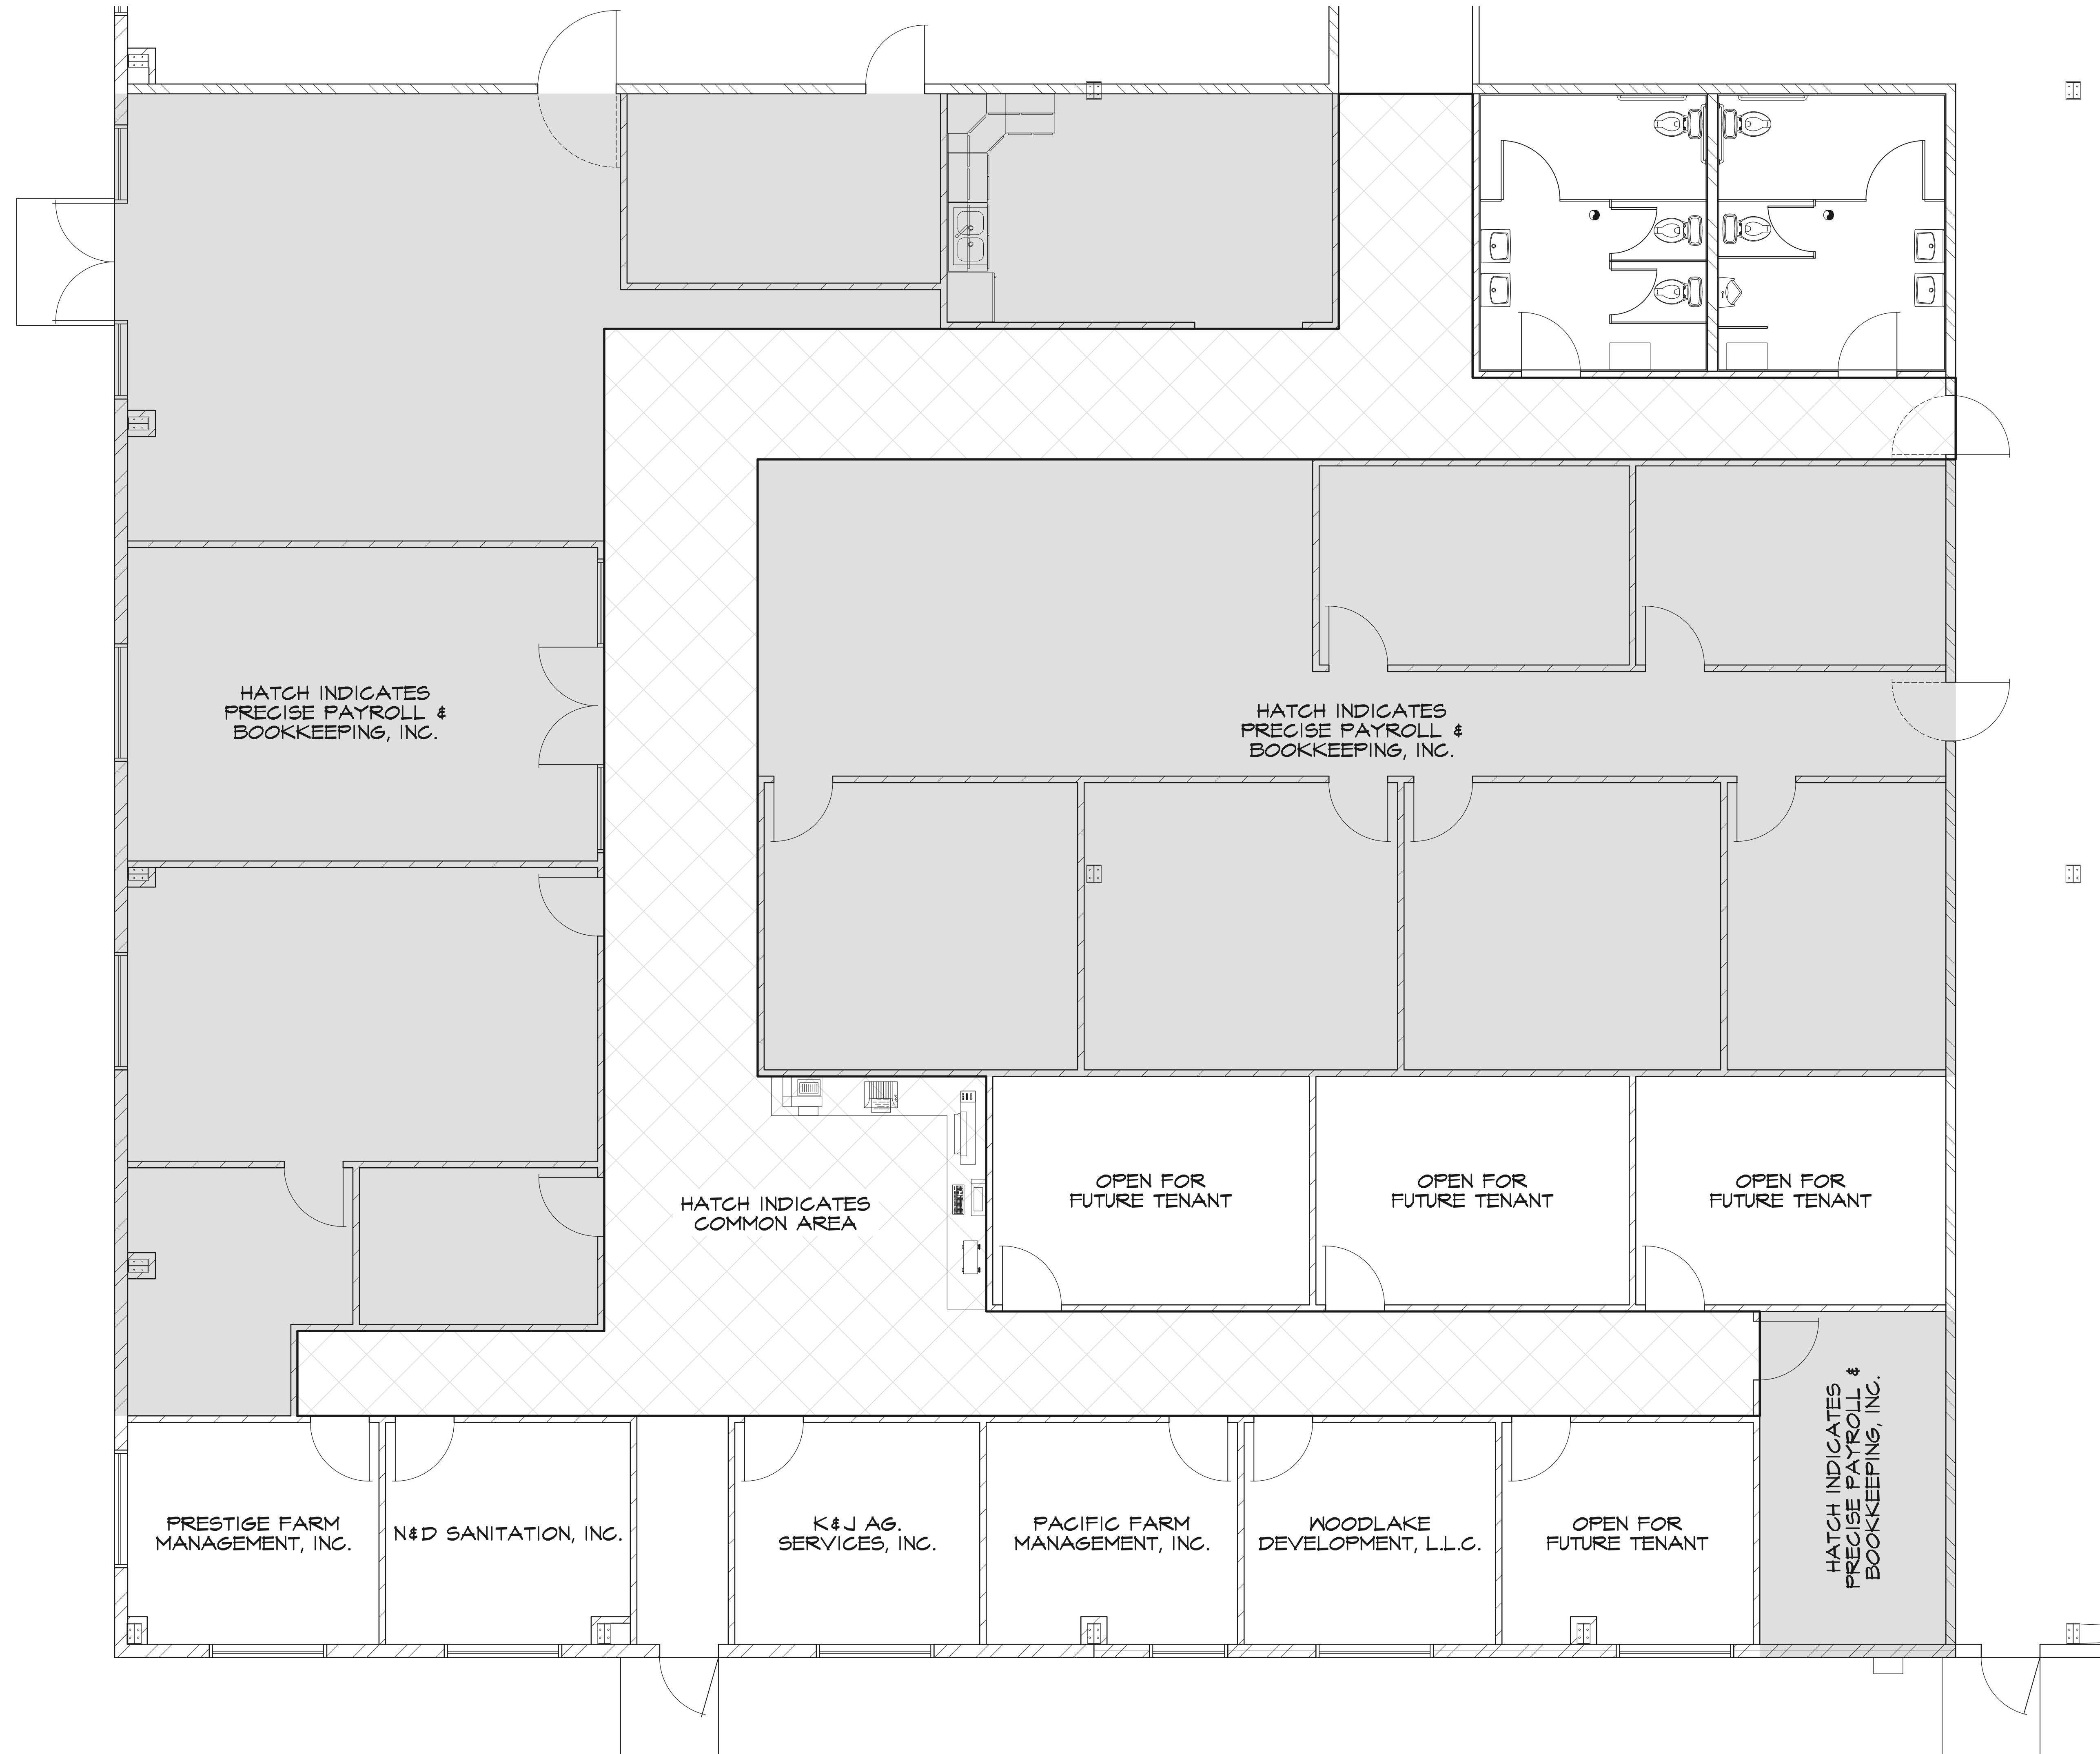 HATCH INDICATES
PRECISE PAYROLL &
BOOKKEEPING, INC.
HATCH INDICATES
PRECISE PAYROLL &
BOOKKEEPING, INC.
HATCH INDICATES
COMMON AREA
OPEN FOR
FUTURE TENANT
OPEN FOR
FUTURE TENANT
OPEN FOR
FUTURE TENANT
PRESTIGE FARM
MANAGEMENT, INC.
N&D SANITATION, INC.
K&J AG.
SERVICES, INC.
PACIFIC FARM
MANAGEMENT, INC.
WOODLAKE
DEVELOPMENT, L.L.C.
OPEN FOR
FUTURE TENANT
HATCH INDICATES
PRECISE PAYROLL &
BOOKKEEPING, INC.